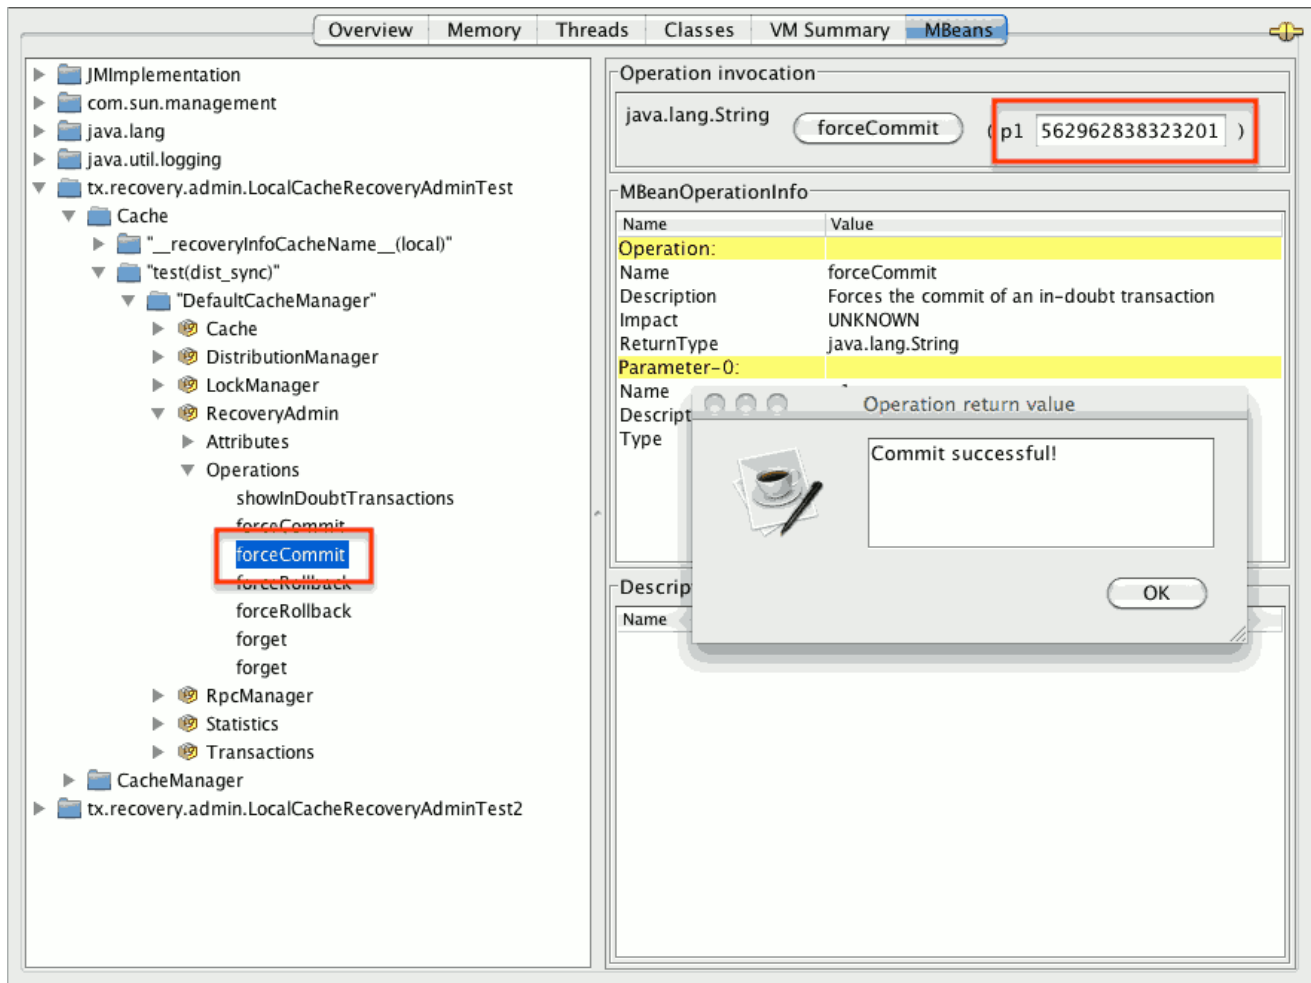 Overview Memory Threads Classes VM Summary MBeans
JMImplementation
com.sun.management
java.lang
java.util.logging
tx.recovery.admin.LocalCacheRecoveryAdminTest
Cache
"__recoveryInfoCacheName__(local)"
"test(dist_sync)"
"DefaultCacheManager"
Cache
DistributionManager
LockManager
RecoveryAdmin
Attributes
Operations
showInDoubtTransactions
forceCommit
forceCommit
forceRollback
forceRollback
forget
forget
RpcManager
Statistics
Transactions
CacheManager
tx.recovery.admin.LocalCacheRecoveryAdminTest2
Operation invocation
java.lang.String forceCommit ( p1 562962838323201 )
MBeanOperationInfo
Name Value
Operation:
Name forceCommit
Description Forces the commit of an in-doubt transaction
Impact UNKNOWN
ReturnType java.lang.String
Parameter-0:
Name
Descript
Type
Operation return value
Commit successful!
OK
Descrip
Name